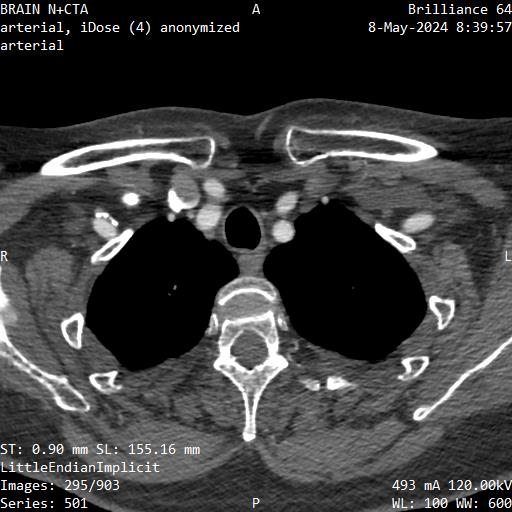 BRAIN N+CTA
A
Brilliance 64
arterial, iDose (4) anonymized
8-May-2024 8:39:57
arterial
R
L
ST: 0.90 mm SL: 155.16 mm
LittleEndianImplicit
Images: 295/903
493 mA 120.00kV
Series: 501
P
WL: 100 WW: 600